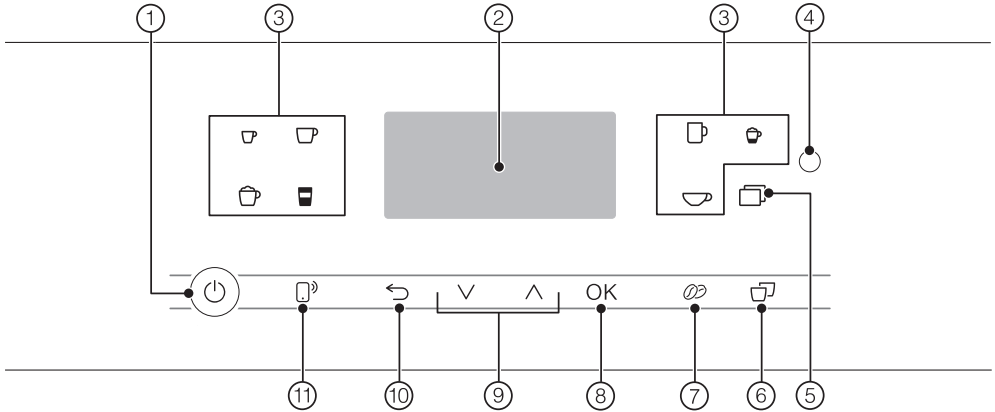 ① ③ ② ③ ④
OK
⑪ ⑩ ⑨ ⑧ ⑦ ⑥ ⑤